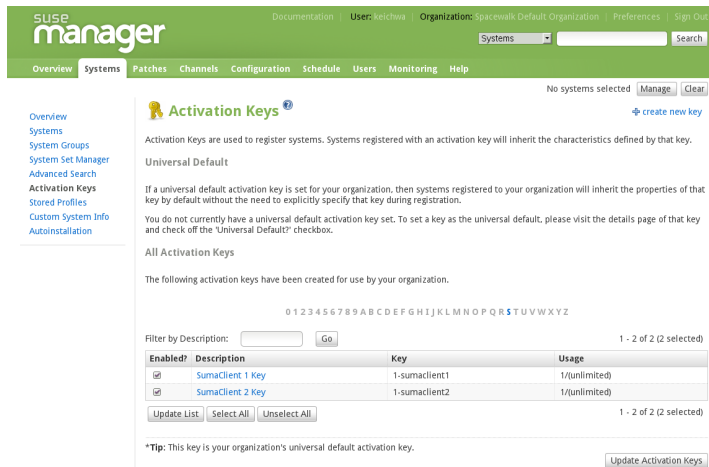 Documentation | User: keichwa | Organization: Spacewalk Default Organization | Preferences | Sign Out
suse
manager
Systems Search
Overview Systems Patches Channels Configuration Schedule Users Monitoring Help
No systems selected Manage Clear
Overview
Systems
System Groups
System Set Manager
Advanced Search
Activation Keys
Stored Profiles
Custom System Info
Autoinstallation
Activation Keys ?
create new key
Activation Keys are used to register systems. Systems registered with an activation key will inherit the characteristics defined by that key.
Universal Default
If a universal default activation key is set for your organization, then systems registered to your organization will inherit the properties of that
key by default without the need to explicitly specify that key during registration.
You do not currently have a universal default activation key set. To set a key as the universal default, please visit the details page of that key
and check off the 'Universal Default?' checkbox.
All Activation Keys
The following activation keys have been created for use by your organization.
0 1 2 3 4 5 6 7 8 9 A B C D E F G H I J K L M N O P Q R S T U V W X Y Z
Filter by Description: Go 1 - 2 of 2 (2 selected)
Enabled? Description Key Usage
SumaClient 1 Key 1-sumaclient1 1/(unlimited)
SumaClient 2 Key 1-sumaclient2 1/(unlimited)
Update List Select All Unselect All 1 - 2 of 2 (2 selected)
*Tip: This key is your organization's universal default activation key.
Update Activation Keys